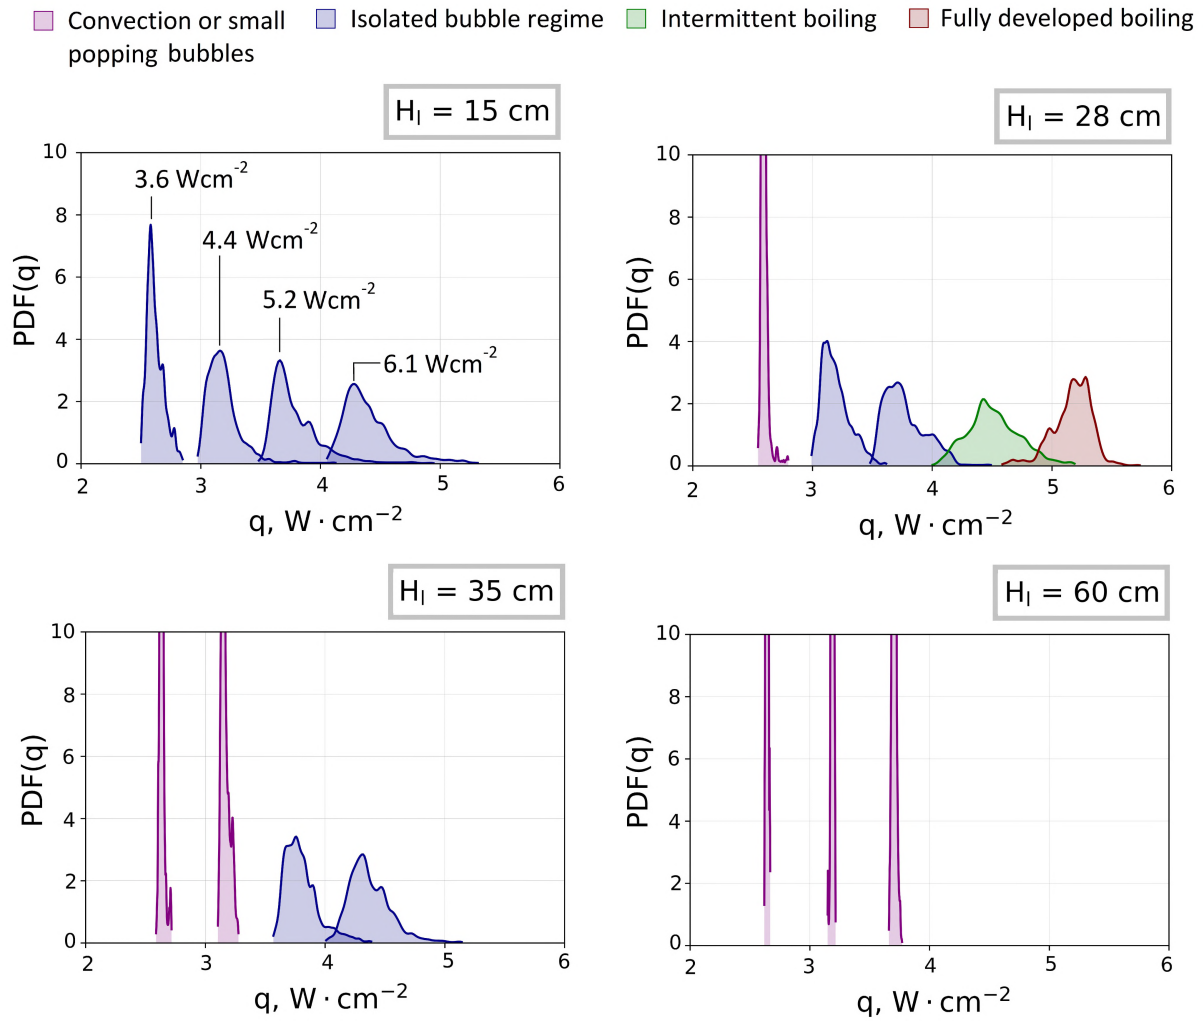 Convection or small popping bubbles
Isolated bubble regime
Intermittent boiling
Fully developed boiling
Hₗ = 15 cm
10
8
6
4
2
0
PDF(q)
3.6 Wcm⁻²
4.4 Wcm⁻²
5.2 Wcm⁻²
6.1 Wcm⁻²
2 3 4 5 6
q, W · cm⁻²
Hₗ = 28 cm
10
8
6
4
2
0
PDF(q)
2 3 4 5 6
q, W · cm⁻²
Hₗ = 35 cm
10
8
6
4
2
0
PDF(q)
2 3 4 5 6
q, W · cm⁻²
Hₗ = 60 cm
10
8
6
4
2
0
PDF(q)
2 3 4 5 6
q, W · cm⁻²